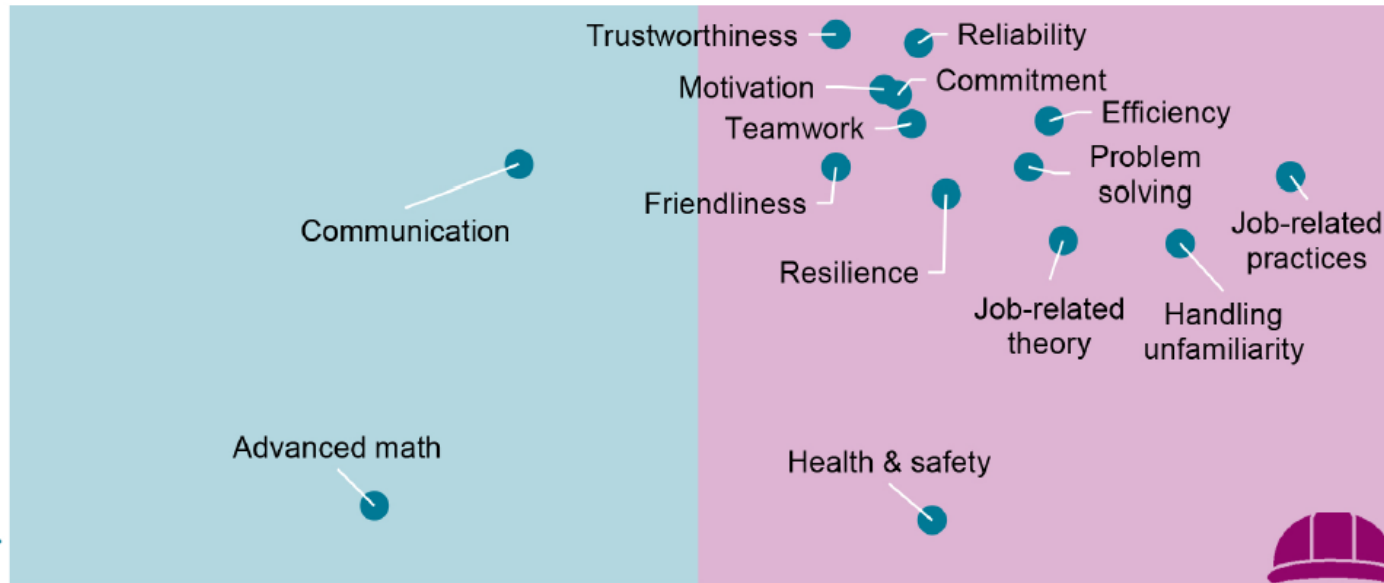 Trustworthiness
Reliability
Motivation
Commitment
Teamwork
Efficiency
Problem
solving
Friendliness
Communication
Job-related
practices
Resilience
Job-related
theory
Handling
unfamiliarity
Advanced math
Health & safety